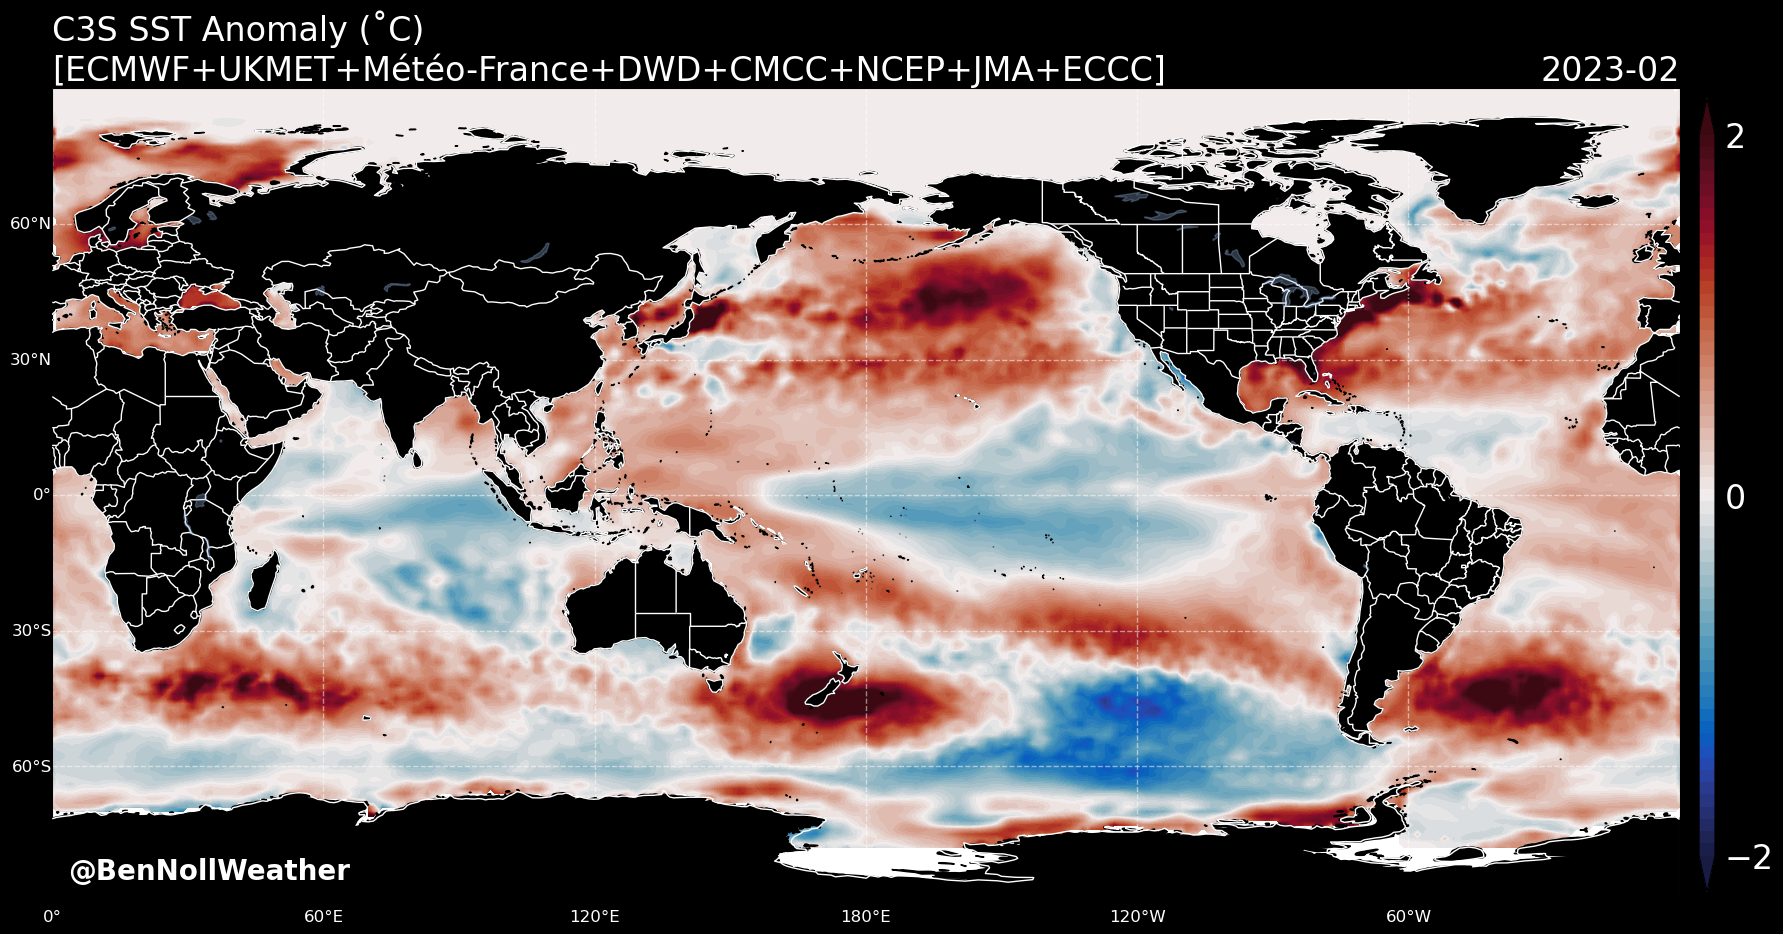 C3S SST Anomaly (˚C)
[ECMWF+UKMET+Météo-France+DWD+CMCC+NCEP+JMA+ECCC]
2023-02
2
60°N
30°N
0°
0
30°S
60°S
−2
@BenNollWeather
0°
60°E
120°E
180°E
120°W
60°W